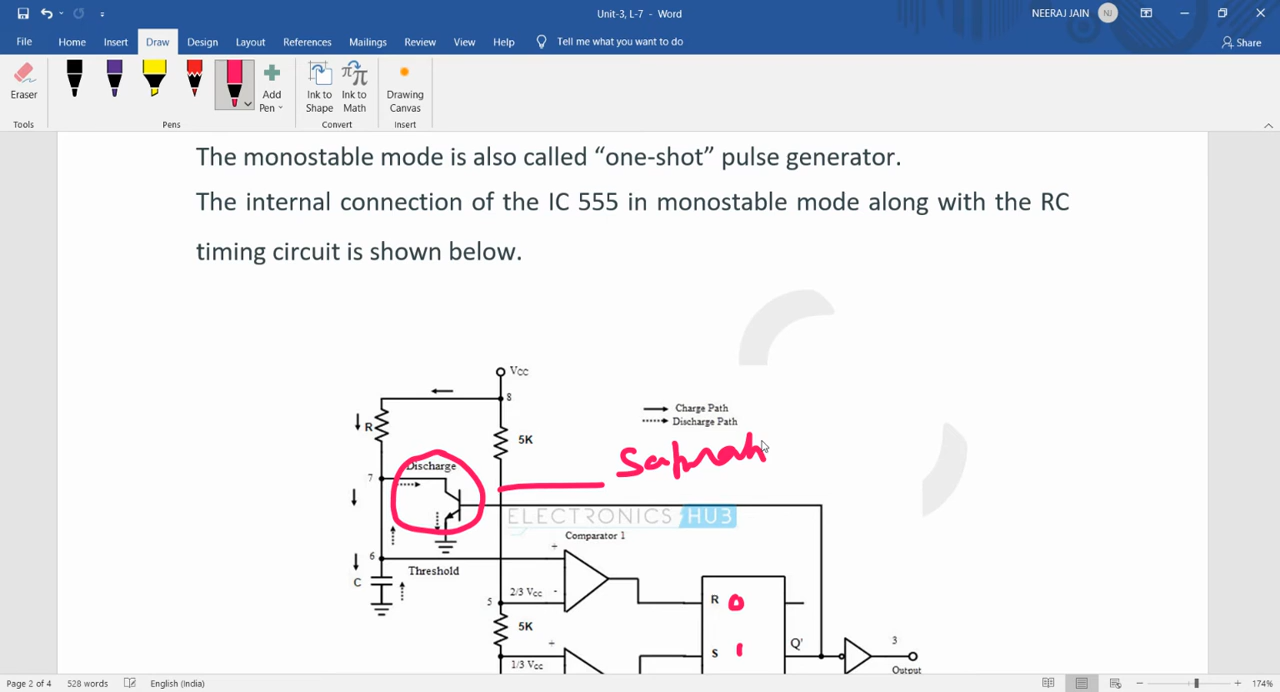 Unit-3, L-7 - Word
NEERAJ JAIN
NJ
File Home Insert Draw Design Layout References Mailings Review View Help Tell me what you want to do
Share
Eraser
Add Pen
Ink to Shape
Ink to Math
Drawing Canvas
Tools
Pens
Convert
Insert
The monostable mode is also called “one-shot” pulse generator.
The internal connection of the IC 555 in monostable mode along with the RC
timing circuit is shown below.
Vcc
8
Charge Path
Discharge Path
R
5K
Discharge
7
ELECTRONICS HUB
Comparator 1
+
6
Threshold
C
2/3 Vcc
-
5
R 0
5K
+
1/3 Vcc
S 1
Q'
3
Output
Page 2 of 4 528 words English (India)
174%